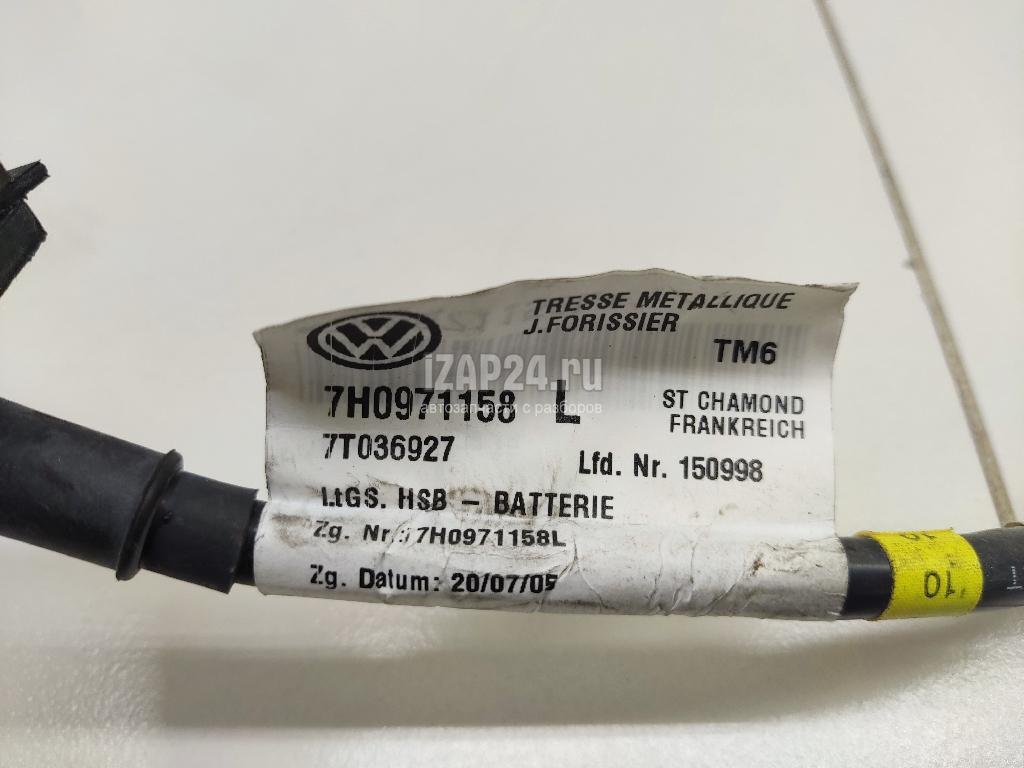 TRESSE METALLIQUE
J.FORISSIER
TM6
iZAP24.ru
автозапчасти с разборов
7H0971158 L
ST CHAMOND
FRANKREICH
7T036927
Lfd. Nr. 150998
LtGS. HSB – BATTERIE
Zg. Nr.: 7H0971158L
Zg. Datum: 20/07/05
10
10